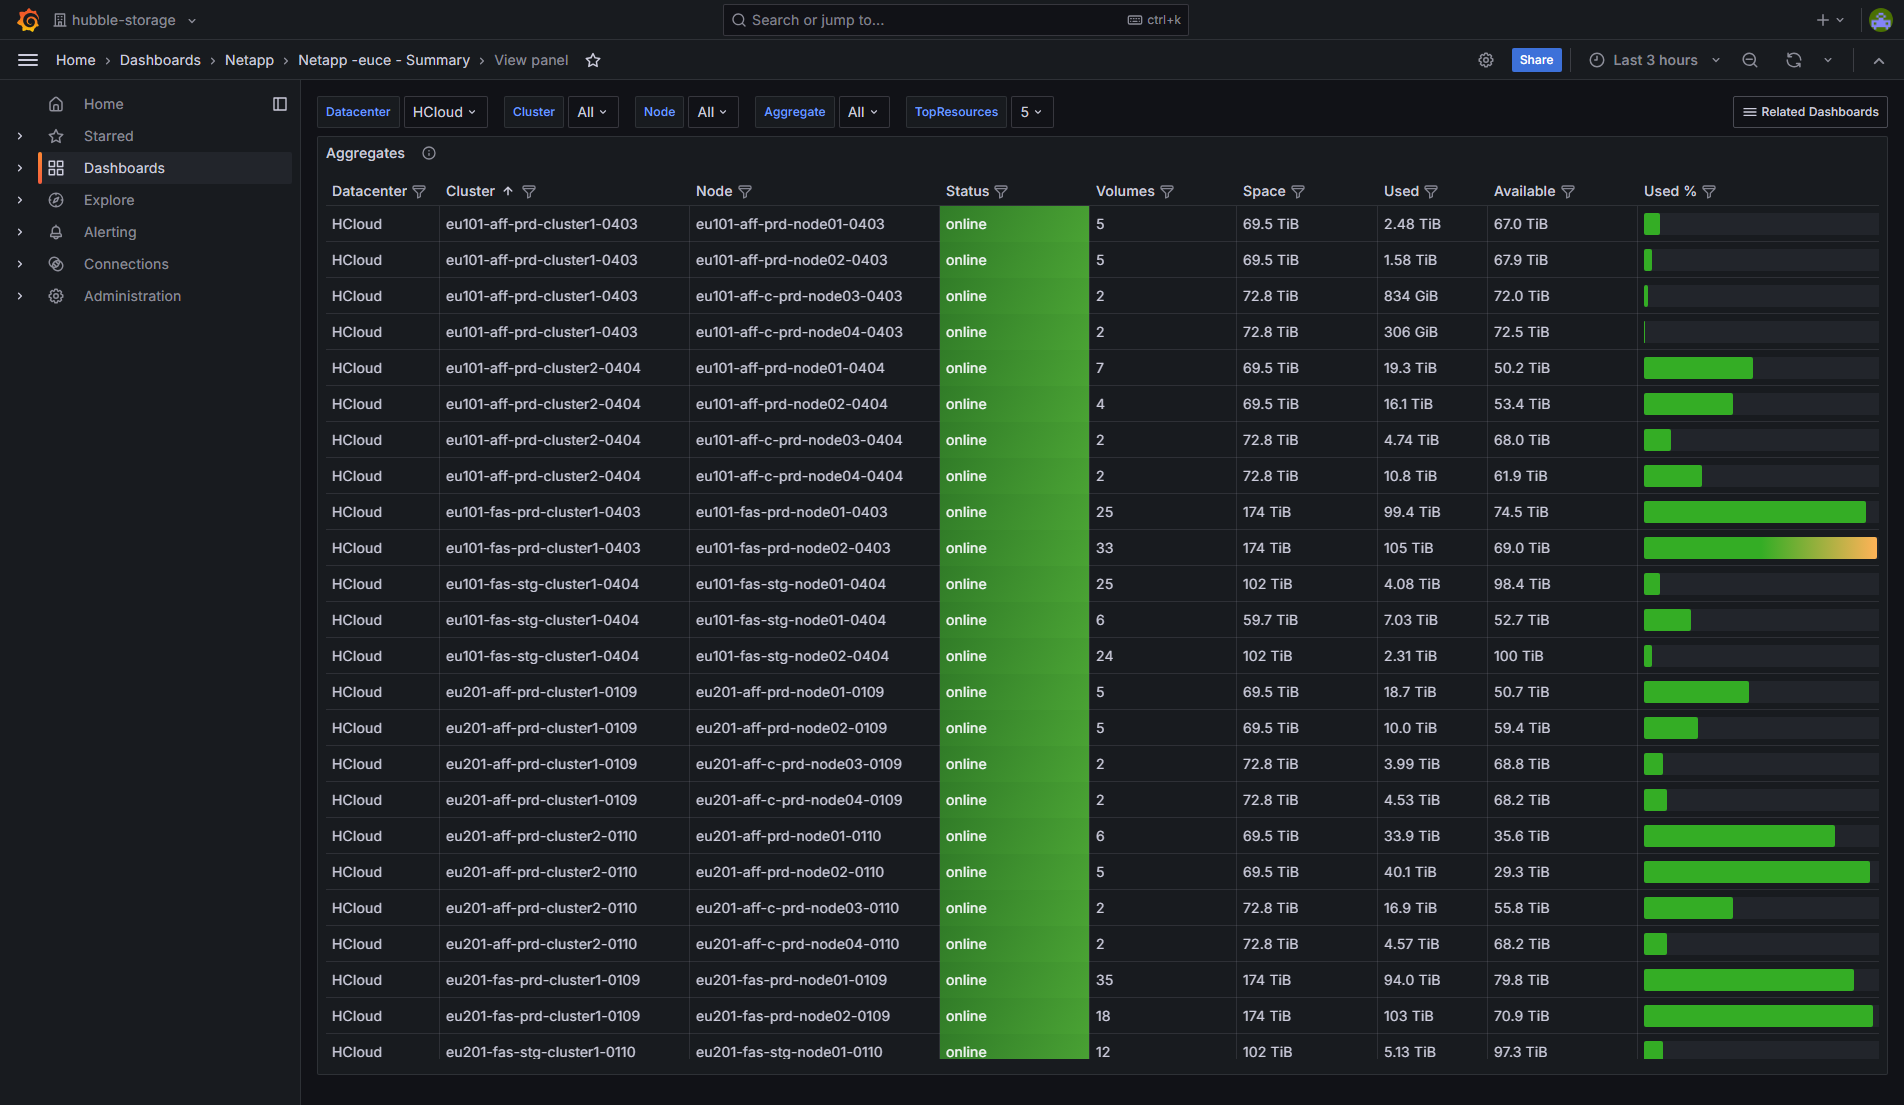 hubble-storage Search or jump to... ctrl+k
Home › Dashboards › Netapp › Netapp -euce - Summary › View panel Share Last 3 hours
Home
Starred
Dashboards
Explore
Alerting
Connections
Administration
Datacenter HCloud Cluster All Node All Aggregate All TopResources 5 Related Dashboards
Aggregates
Datacenter Cluster Node Status Volumes Space Used Available Used %
HCloud eu101-aff-prd-cluster1-0403 eu101-aff-prd-node01-0403 online 5 69.5 TiB 2.48 TiB 67.0 TiB
HCloud eu101-aff-prd-cluster1-0403 eu101-aff-prd-node02-0403 online 5 69.5 TiB 1.58 TiB 67.9 TiB
HCloud eu101-aff-prd-cluster1-0403 eu101-aff-c-prd-node03-0403 online 2 72.8 TiB 834 GiB 72.0 TiB
HCloud eu101-aff-prd-cluster1-0403 eu101-aff-c-prd-node04-0403 online 2 72.8 TiB 306 GiB 72.5 TiB
HCloud eu101-aff-prd-cluster2-0404 eu101-aff-prd-node01-0404 online 7 69.5 TiB 19.3 TiB 50.2 TiB
HCloud eu101-aff-prd-cluster2-0404 eu101-aff-prd-node02-0404 online 4 69.5 TiB 16.1 TiB 53.4 TiB
HCloud eu101-aff-prd-cluster2-0404 eu101-aff-c-prd-node03-0404 online 2 72.8 TiB 4.74 TiB 68.0 TiB
HCloud eu101-aff-prd-cluster2-0404 eu101-aff-c-prd-node04-0404 online 2 72.8 TiB 10.8 TiB 61.9 TiB
HCloud eu101-fas-prd-cluster1-0403 eu101-fas-prd-node01-0403 online 25 174 TiB 99.4 TiB 74.5 TiB
HCloud eu101-fas-prd-cluster1-0403 eu101-fas-prd-node02-0403 online 33 174 TiB 105 TiB 69.0 TiB
HCloud eu101-fas-stg-cluster1-0404 eu101-fas-stg-node01-0404 online 25 102 TiB 4.08 TiB 98.4 TiB
HCloud eu101-fas-stg-cluster1-0404 eu101-fas-stg-node01-0404 online 6 59.7 TiB 7.03 TiB 52.7 TiB
HCloud eu101-fas-stg-cluster1-0404 eu101-fas-stg-node02-0404 online 24 102 TiB 2.31 TiB 100 TiB
HCloud eu201-aff-prd-cluster1-0109 eu201-aff-prd-node01-0109 online 5 69.5 TiB 18.7 TiB 50.7 TiB
HCloud eu201-aff-prd-cluster1-0109 eu201-aff-prd-node02-0109 online 5 69.5 TiB 10.0 TiB 59.4 TiB
HCloud eu201-aff-prd-cluster1-0109 eu201-aff-c-prd-node03-0109 online 2 72.8 TiB 3.99 TiB 68.8 TiB
HCloud eu201-aff-prd-cluster1-0109 eu201-aff-c-prd-node04-0109 online 2 72.8 TiB 4.53 TiB 68.2 TiB
HCloud eu201-aff-prd-cluster2-0110 eu201-aff-prd-node01-0110 online 6 69.5 TiB 33.9 TiB 35.6 TiB
HCloud eu201-aff-prd-cluster2-0110 eu201-aff-prd-node02-0110 online 5 69.5 TiB 40.1 TiB 29.3 TiB
HCloud eu201-aff-prd-cluster2-0110 eu201-aff-c-prd-node03-0110 online 2 72.8 TiB 16.9 TiB 55.8 TiB
HCloud eu201-aff-prd-cluster2-0110 eu201-aff-c-prd-node04-0110 online 2 72.8 TiB 4.57 TiB 68.2 TiB
HCloud eu201-fas-prd-cluster1-0109 eu201-fas-prd-node01-0109 online 35 174 TiB 94.0 TiB 79.8 TiB
HCloud eu201-fas-prd-cluster1-0109 eu201-fas-prd-node02-0109 online 18 174 TiB 103 TiB 70.9 TiB
HCloud eu201-fas-stg-cluster1-0110 eu201-fas-stg-node01-0110 online 12 102 TiB 5.13 TiB 97.3 TiB